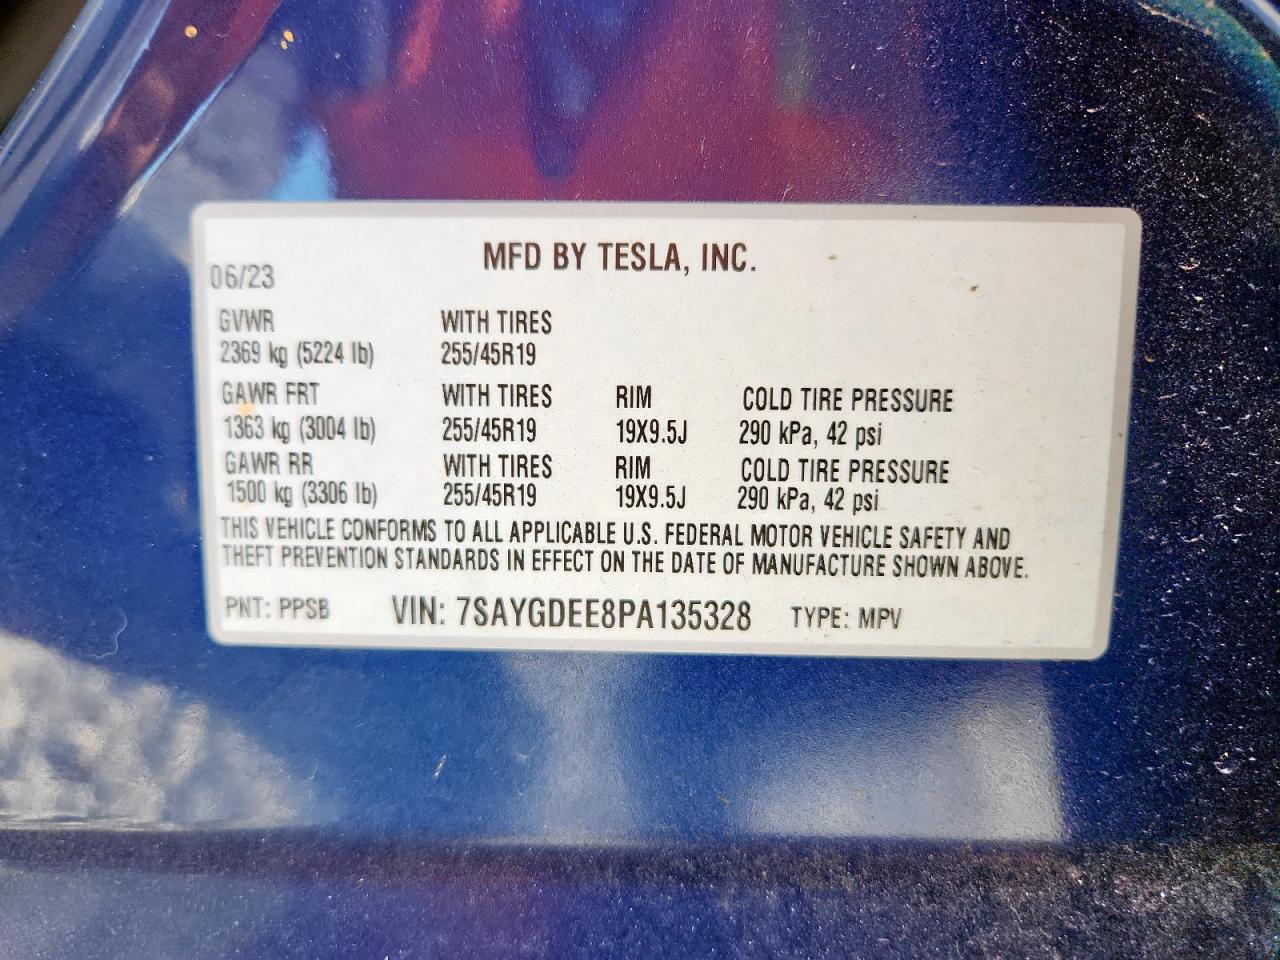 MFD BY TESLA, INC.
06/23
GVWR WITH TIRES
2369 kg (5224 lb) 255/45R19
GAWR FRT WITH TIRES RIM COLD TIRE PRESSURE
1363 kg (3004 lb) 255/45R19 19X9.5J 290 kPa, 42 psi
GAWR RR WITH TIRES RIM COLD TIRE PRESSURE
1500 kg (3306 lb) 255/45R19 19X9.5J 290 kPa, 42 psi
THIS VEHICLE CONFORMS TO ALL APPLICABLE U.S. FEDERAL MOTOR VEHICLE SAFETY AND
THEFT PREVENTION STANDARDS IN EFFECT ON THE DATE OF MANUFACTURE SHOWN ABOVE.
PNT: PPSB VIN: 7SAYGDEE8PA135328 TYPE: MPV